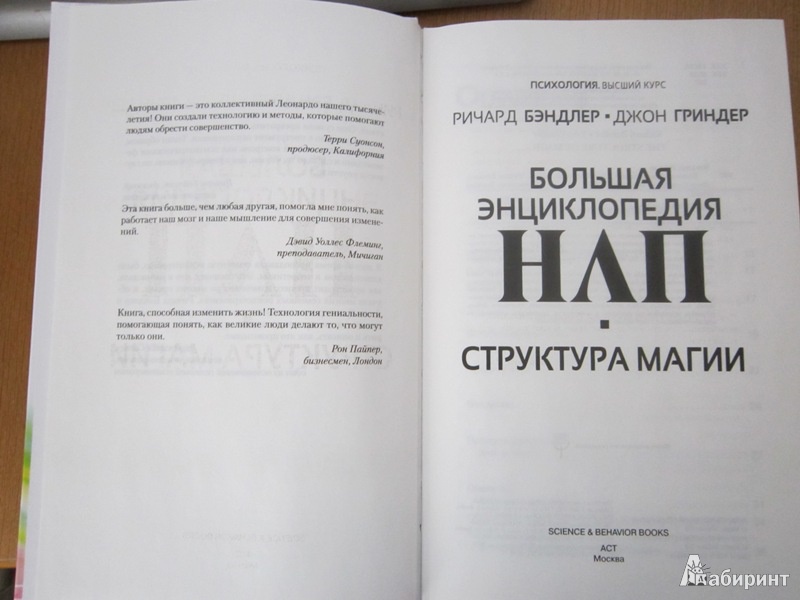 Авторы книги — это коллективный Леонардо нашего тысяче-
летия! Они создали технологию и методы, которые помогают
людям обрести совершенство.
Терри Суонсон,
продюсер, Калифорния
Эта книга больше, чем любая другая, помогла мне понять, как
работает наш мозг и наше мышление для совершения измене-
ний.
Дэвид Уоллес Флеминг,
преподаватель, Мичиган
Книга, способная изменить жизнь! Технология гениальности,
помогающая понять, как великие люди делают то, что могут
только они.
Рон Пайпер,
бизнесмен, Лондон
ПСИХОЛОГИЯ. ВЫСШИЙ КУРС
РИЧАРД БЭНДЛЕР ▪ ДЖОН ГРИНДЕР
БОЛЬШАЯ
ЭНЦИКЛОПЕДИЯ
НЛП
▪
СТРУКТУРА МАГИИ
SCIENCE & BEHAVIOR BOOKS
АСТ
Москва
Лабиринт